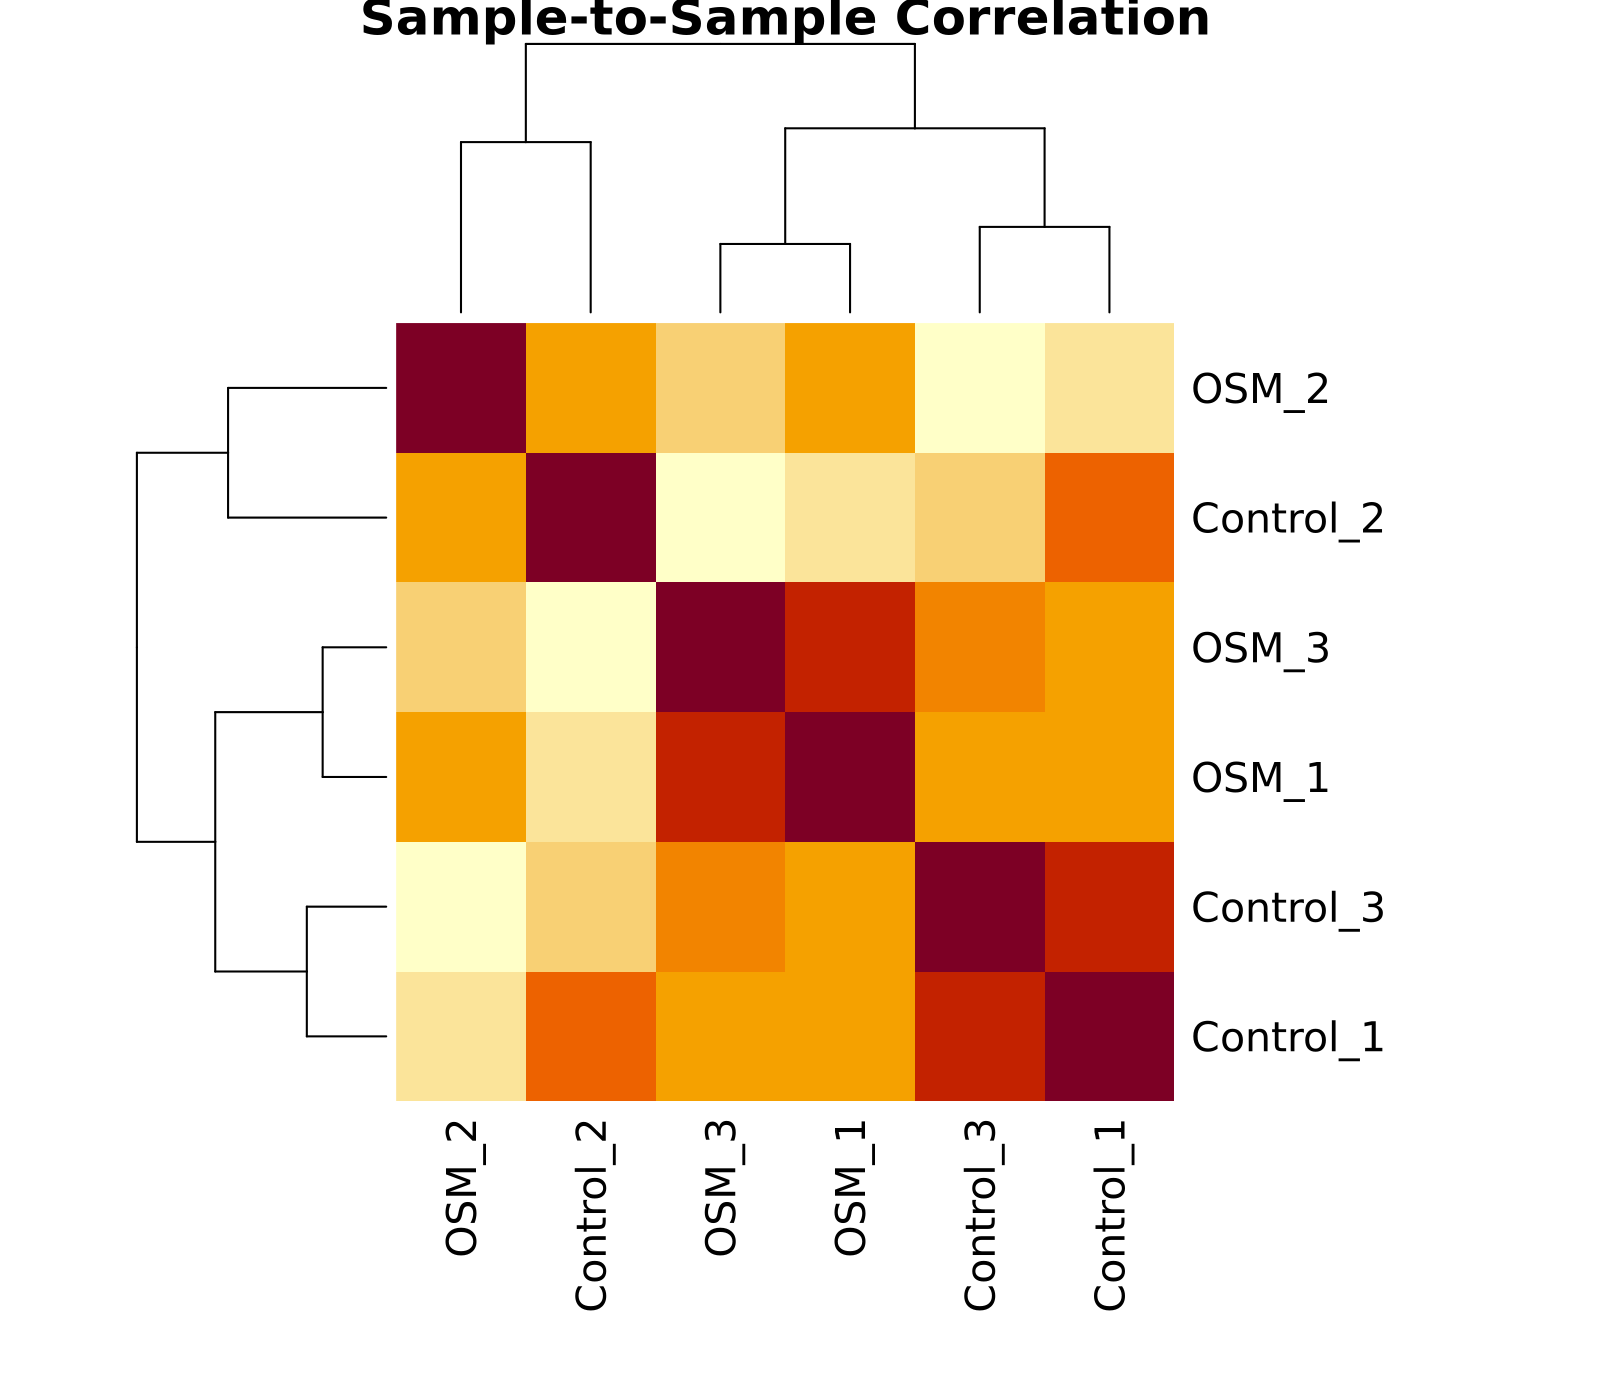 Sample-to-Sample Correlation
OSM_2
Control_2
OSM_3
OSM_1
Control_3
Control_1
OSM_2
Control_2
OSM_3
OSM_1
Control_3
Control_1